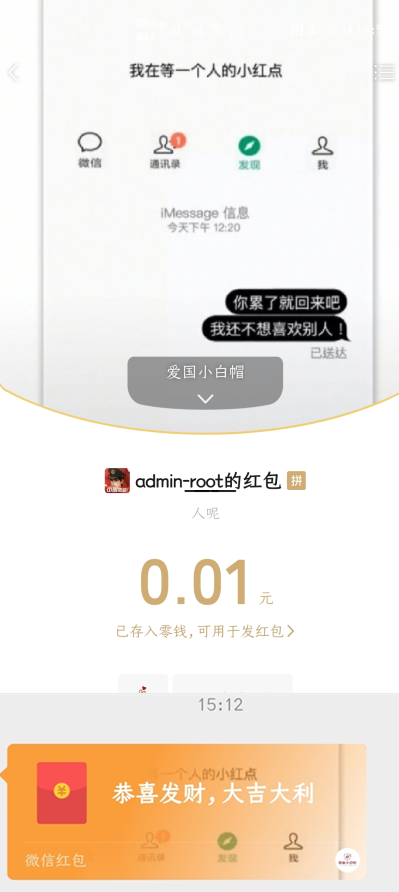 我在等一个人的小红点
1
微信 通讯录 发现 我
iMessage 信息
今天下午 12:20
你累了就回来吧
我还不想喜欢别人！
已送达
爱国小白帽
admin-root的红包 拼
人呢
0.01 元
已存入零钱,可用于发红包
15:12
一个人的小红点
¥
恭喜发财,大吉大利
通讯录 发现 我
微信红包